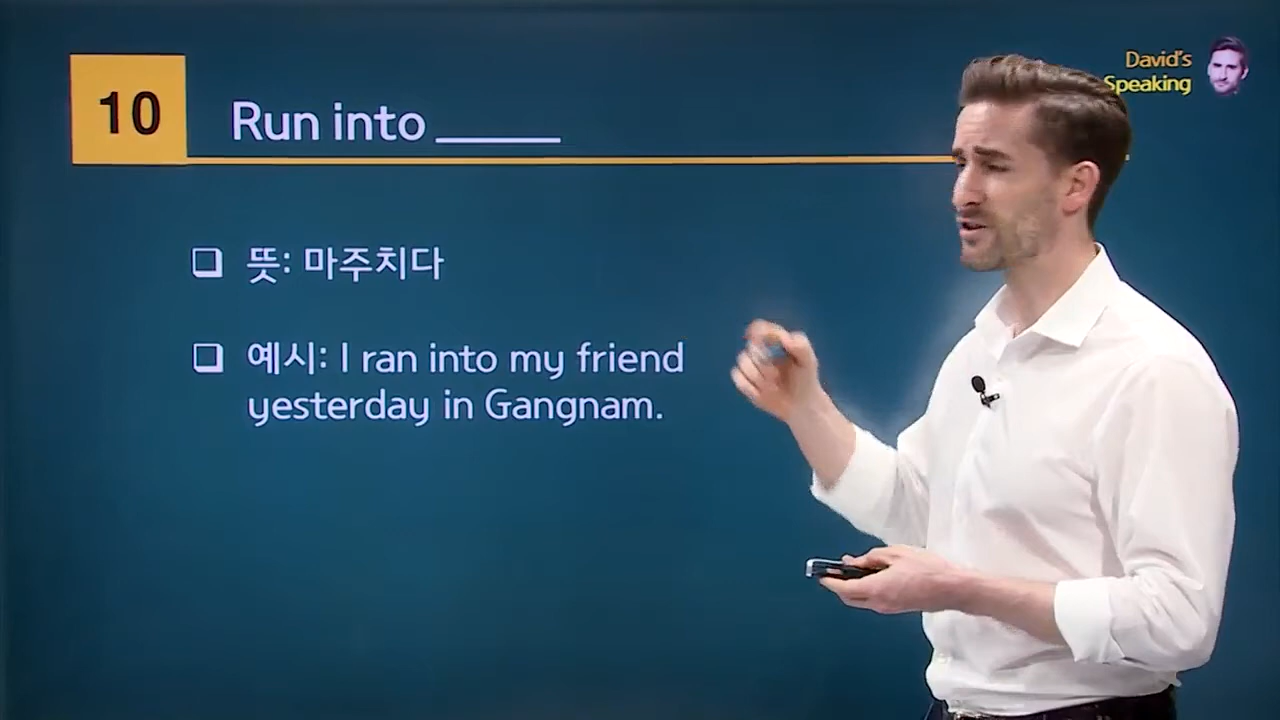 10
Run into _____
David's
Speaking
뜻: 마주치다
예시: I ran into my friend
yesterday in Gangnam.